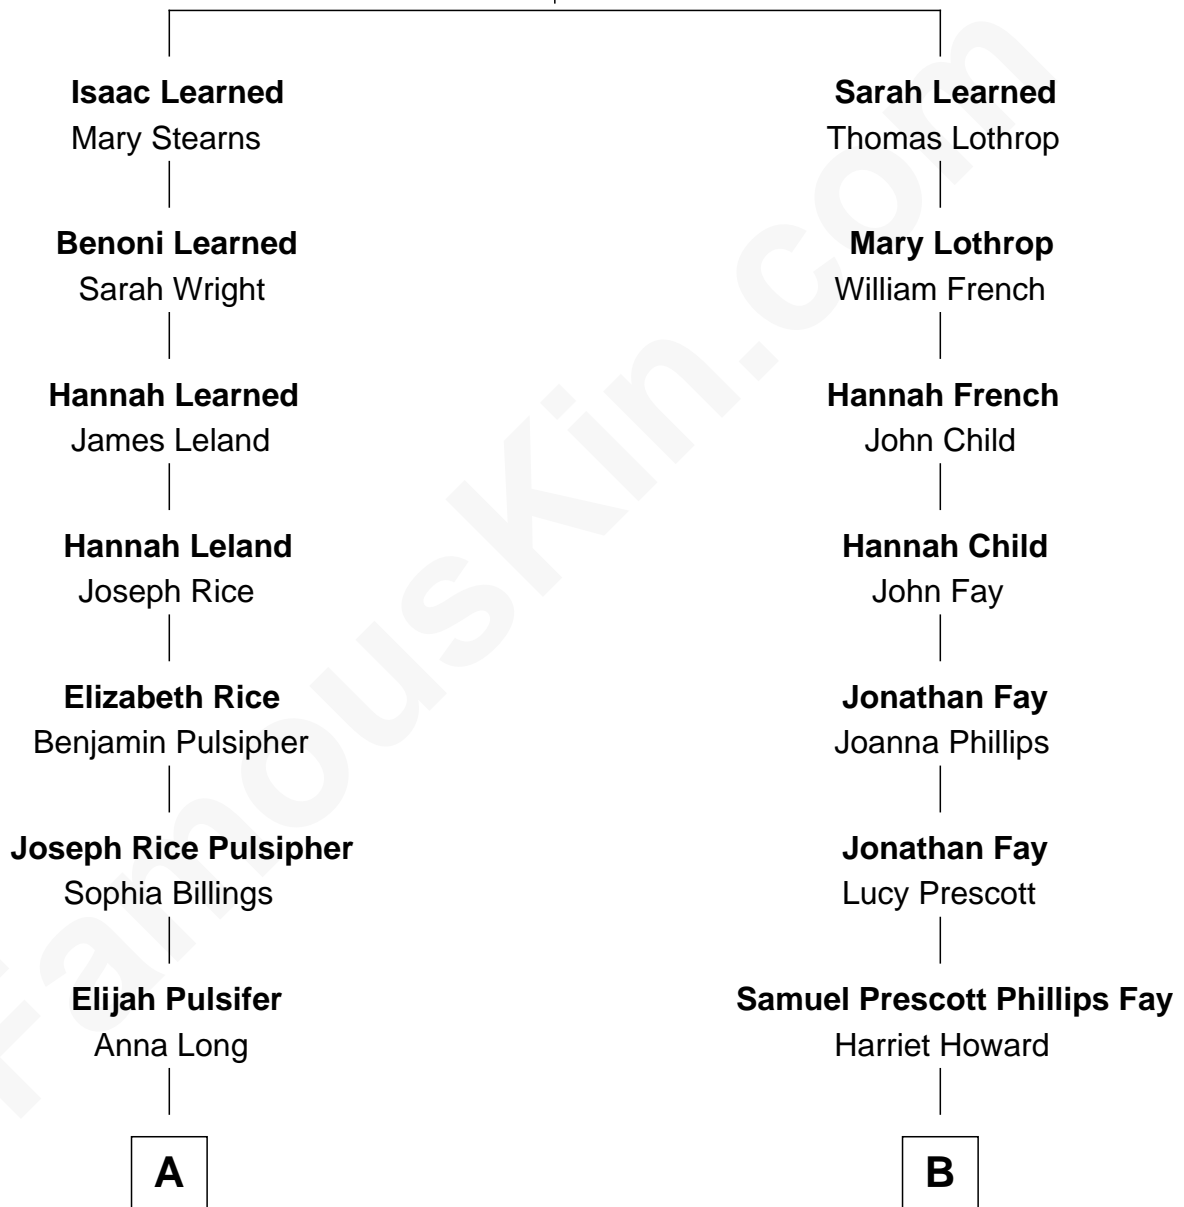 Isaac Learned
Mary Stearns
Benoni Learned
Sarah Wright
Hannah Learned
James Leland
Hannah Leland
Joseph Rice
Elizabeth Rice
Benjamin Pulsipher
Joseph Rice Pulsipher
Sophia Billings
Elijah Pulsifer
Anna Long
A
Sarah Learned
Thomas Lothrop
Mary Lothrop
William French
Hannah French
John Child
Hannah Child
John Fay
Jonathan Fay
Joanna Phillips
Jonathan Fay
Lucy Prescott
Samuel Prescott Phillips Fay
Harriet Howard
B
FamousKin.com